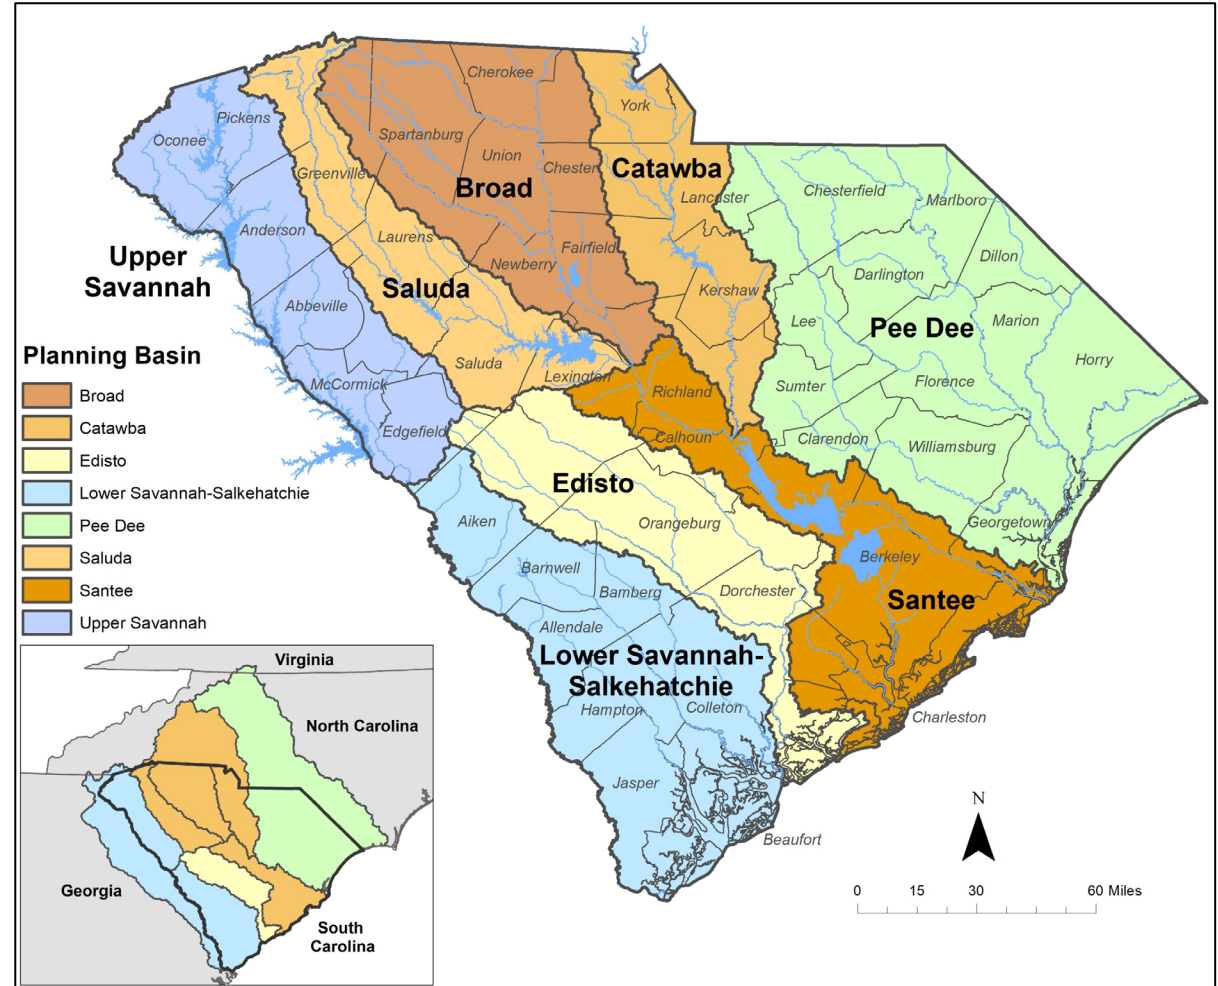 Cherokee
York
Pickens
Oconee
Spartanburg
Union
Chester
Catawba
Greenville
Broad
Lancaster
Chesterfield
Marlboro
Anderson
Laurens
Fairfield
Newberry
Dillon
Upper
Savannah
Saluda
Kershaw
Darlington
Abbeville
Lee
Pee Dee
Marion
Saluda
Lexington
Horry
McCormick
Richland
Sumter
Florence
Edgefield
Calhoun
Clarendon
Williamsburg
Edisto
Aiken
Orangeburg
Georgetown
Barnwell
Berkeley
Bamberg
Dorchester
Santee
Allendale
Lower Savannah-
Salkehatchie
Hampton
Colleton
Charleston
Jasper
Beaufort
Planning Basin
Broad
Catawba
Edisto
Lower Savannah-Salkehatchie
Pee Dee
Saluda
Santee
Upper Savannah
Virginia
North Carolina
Georgia
South
Carolina
N
0 15 30 60 Miles